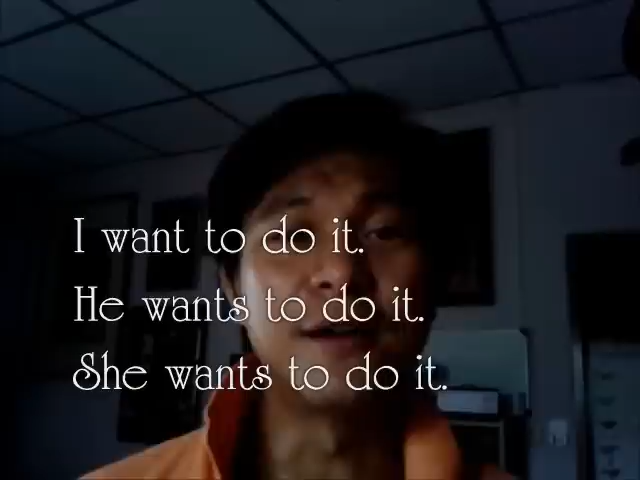 I want to do it.
He wants to do it.
She wants to do it.